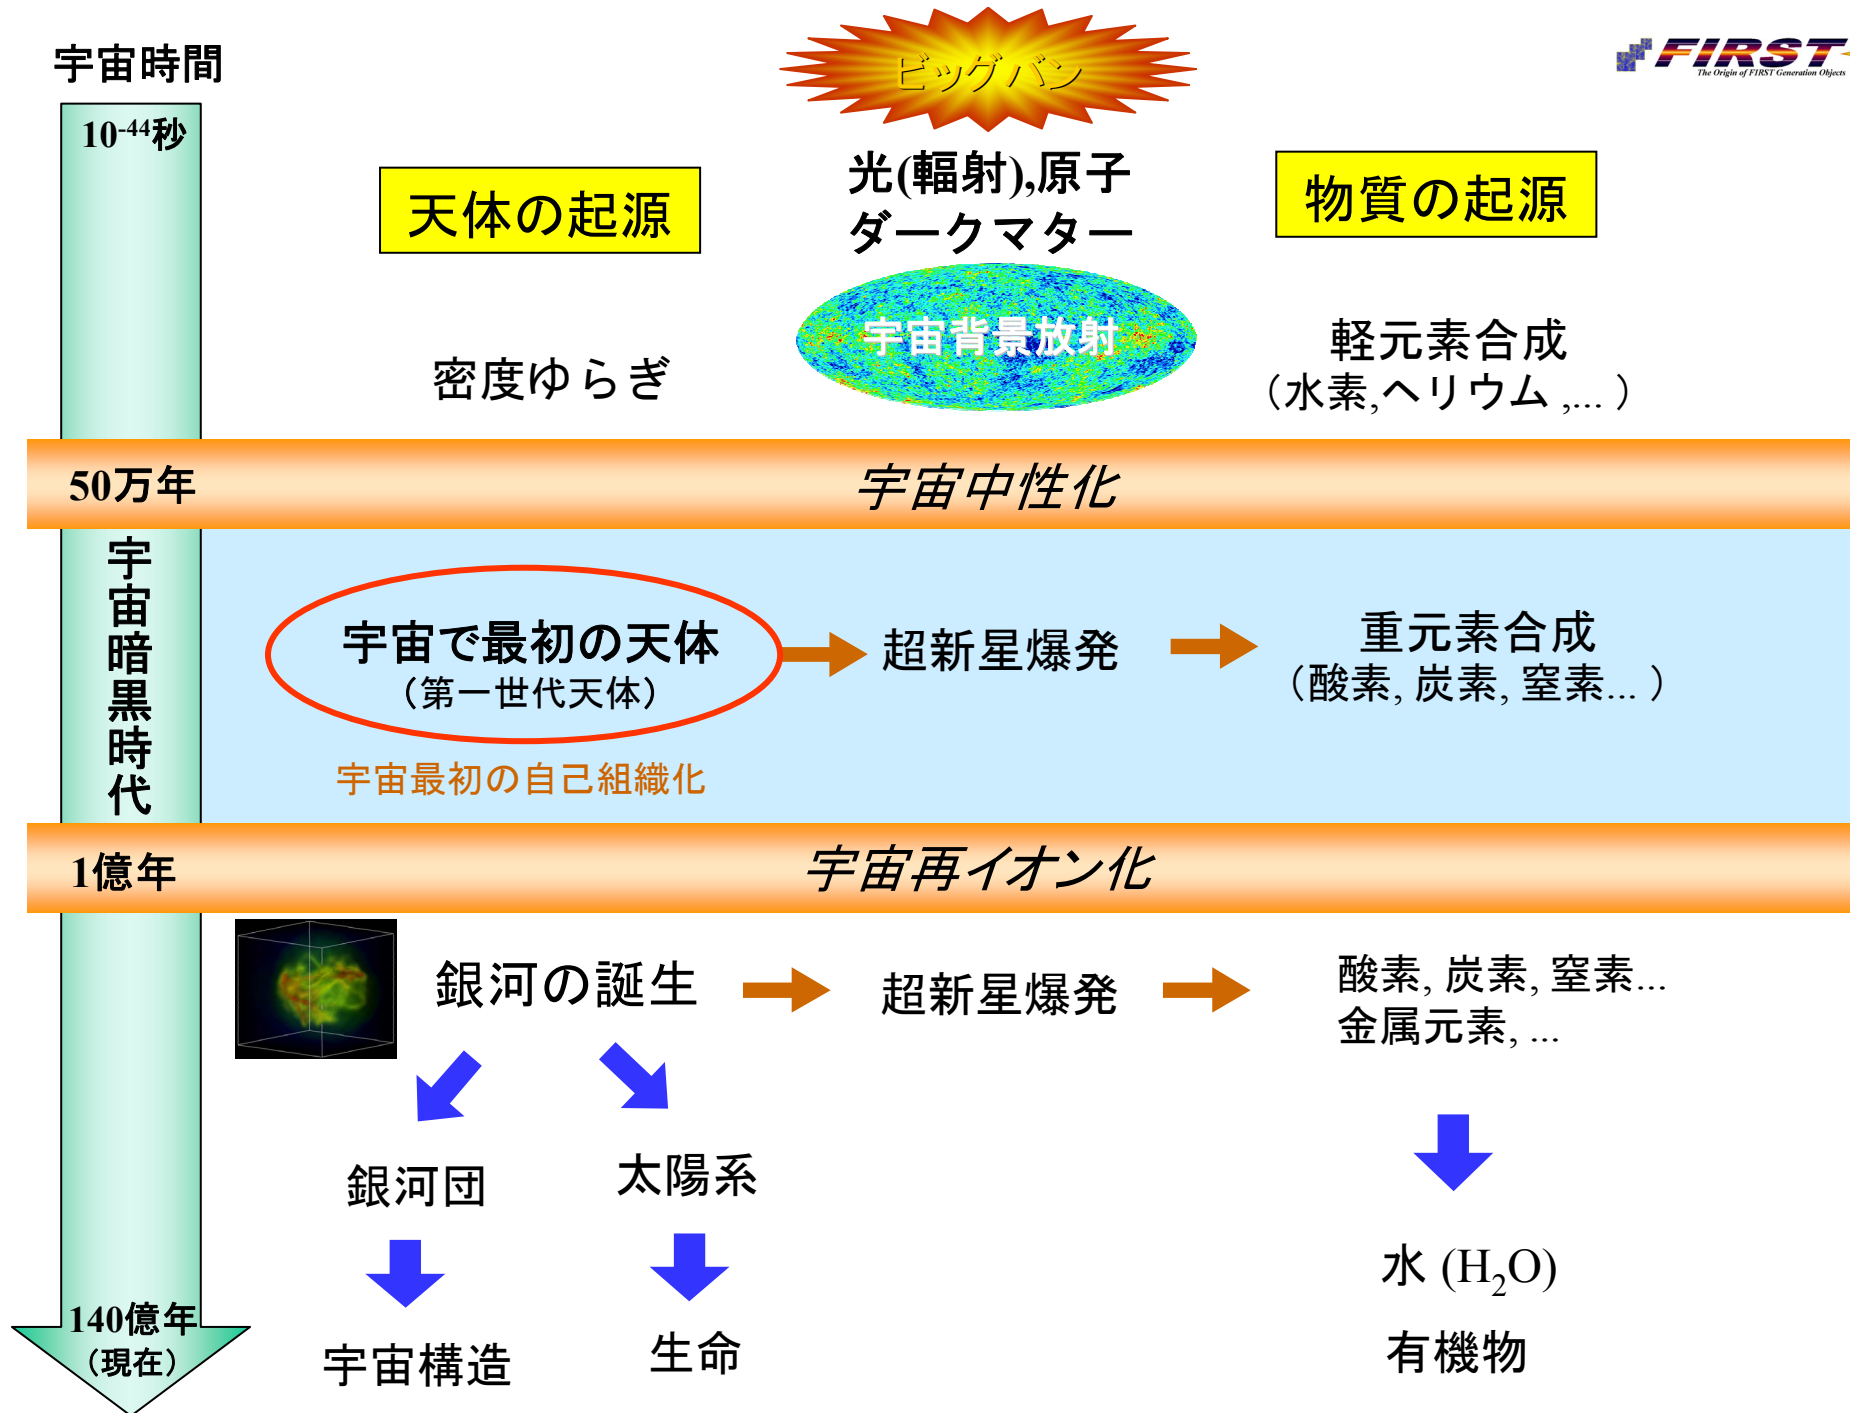 宇宙時間
ビッグバン
FIRST
The Origin of FIRST Generation Objects
10-44秒
天体の起源
光(輻射),原子
ダークマター
物質の起源
宇宙背景放射
密度ゆらぎ
軽元素合成
（水素,ヘリウム,...）
50万年
宇宙中性化
宇宙暗黒時代
宇宙で最初の天体
（第一世代天体）
超新星爆発
重元素合成
（酸素, 炭素, 窒素...）
宇宙最初の自己組織化
1億年
宇宙再イオン化
銀河の誕生
超新星爆発
酸素, 炭素, 窒素...
金属元素, ...
銀河団
太陽系
水 (H2O)
有機物
宇宙構造
生命
140億年
（現在）